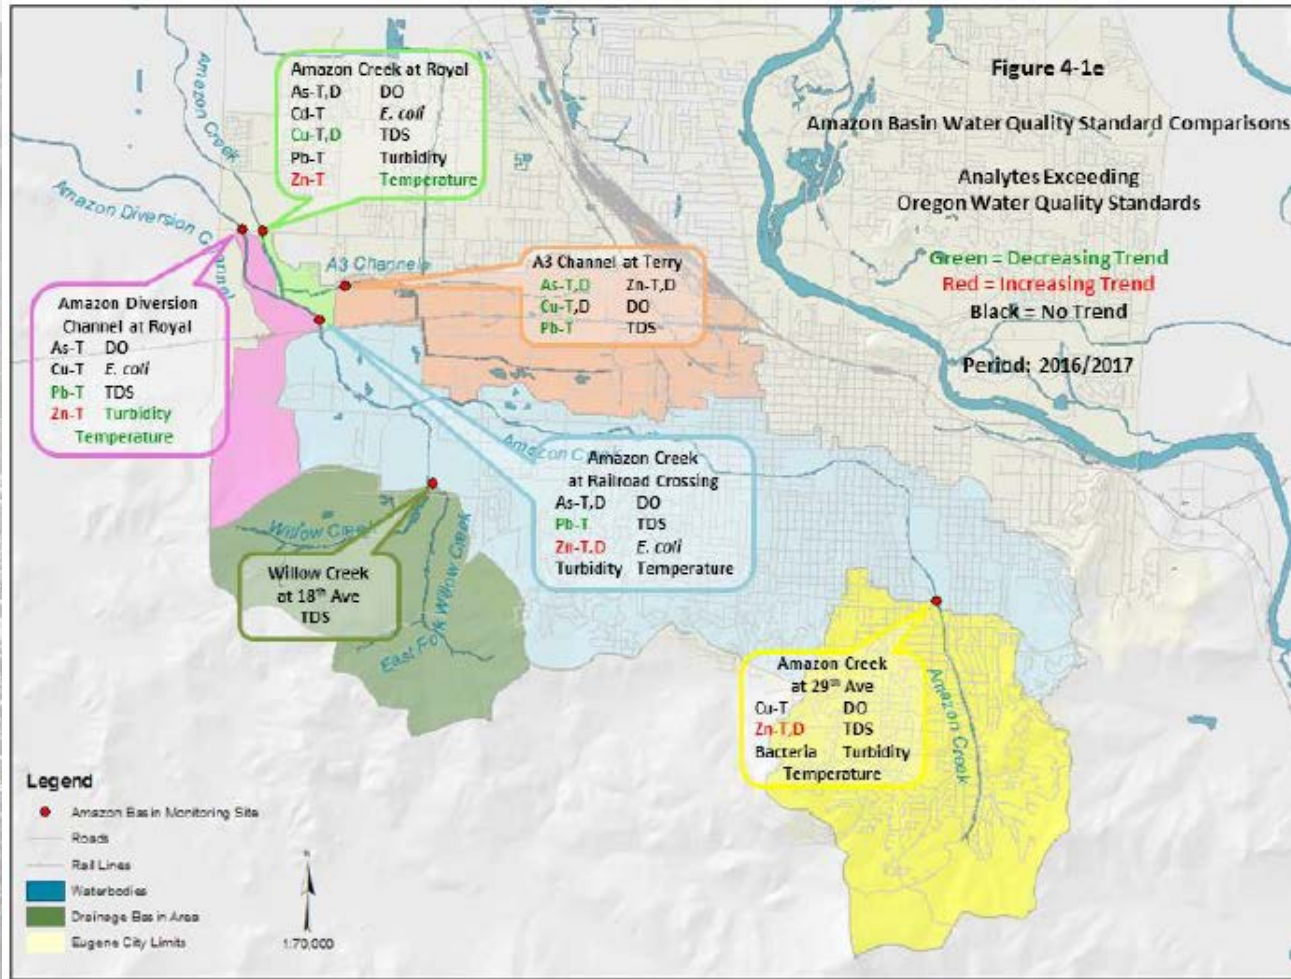 Figure 4-1e
Amazon Basin Water Quality Standard Comparisons
Analytes Exceeding
Oregon Water Quality Standards
Green = Decreasing Trend
Red = Increasing Trend
Black = No Trend
Period: 2016/2017
Amazon Creek at Royal
As-T,D DO
Cd-T E. coli
Cu-T,D TDS
Pb-T Turbidity
Zn-T Temperature
Amazon Creek
Amazon Diversion Channel
A3 Channels
A3 Channel at Terry
As-T,D Zn-T,D
Cu-T,D DO
Pb-T TDS
Amazon Diversion
Channel at Royal
As-T DO
Cu-T E. coli
Pb-T TDS
Zn-T Turbidity
Temperature
Amazon C
Amazon Creek
at Railroad Crossing
As-T,D DO
Pb-T TDS
Zn-T,D E. coli
Turbidity Temperature
Willow Creek
East Fork Willow Creek
Willow Creek
at 18th Ave
TDS
Amazon Creek
at 29th Ave
Cu-T DO
Zn-T,D TDS
Bacteria Turbidity
Temperature
Amazon Creek
Legend
Amazon Basin Monitoring Site
Roads
Rail Lines
Waterbodies
Drainage Basin Area
Eugene City Limits
N
1:70,000